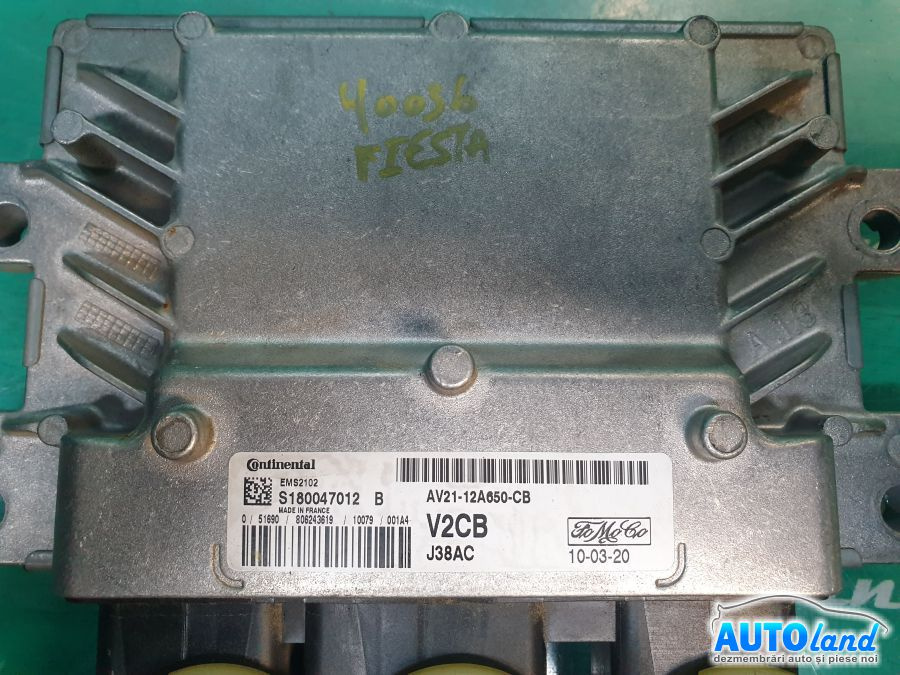 40036
FIESTA
A 13
Continental
EMS2102
S180047012 B
MADE IN FRANCE
0 / 51690 / 806243619 / 10079 / 001A4
AV21-12A650-CB
V2CB
J38AC
FoMoCo
10-03-20
AUTOland
dezmembrări auto și piese noi